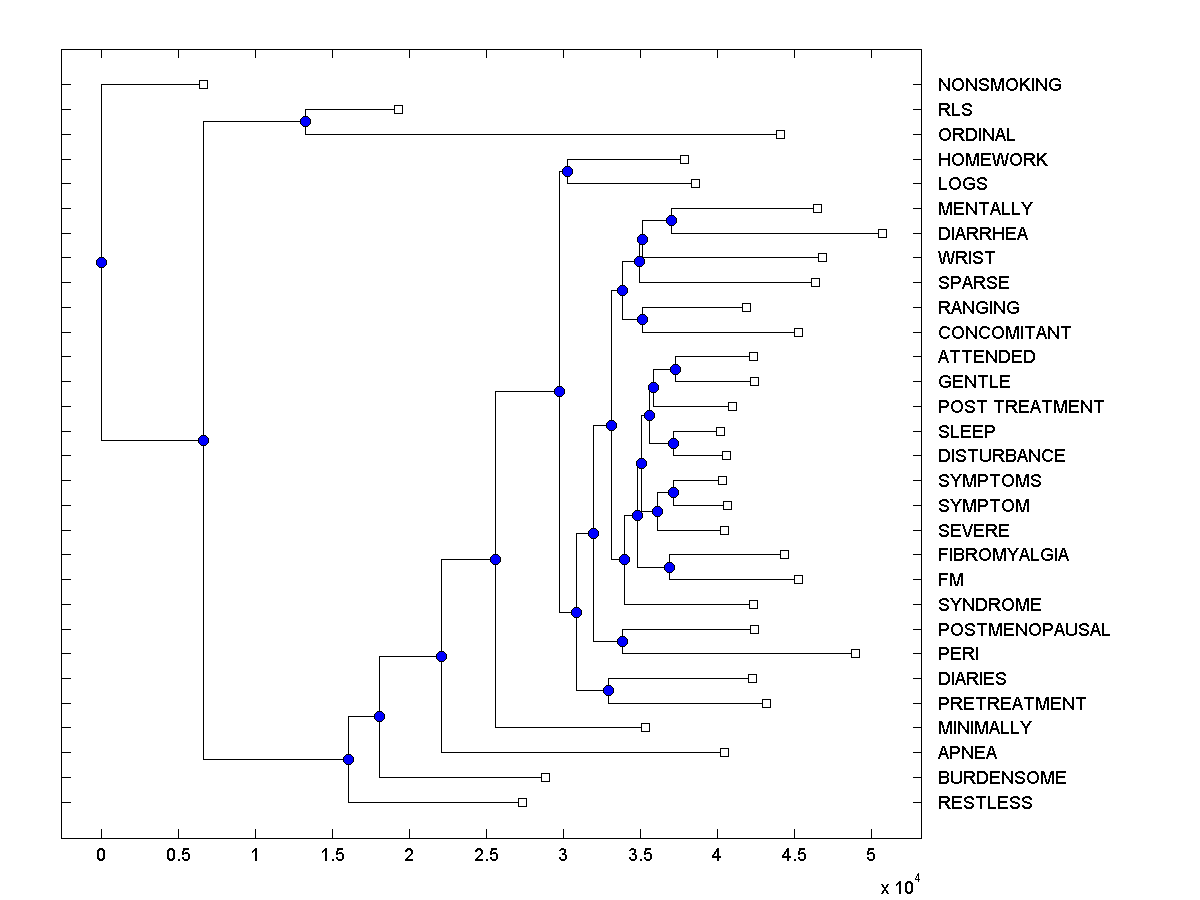 NONSMOKING
RLS
ORDINAL
HOMEWORK
LOGS
MENTALLY
DIARRHEA
WRIST
SPARSE
RANGING
CONCOMITANT
ATTENDED
GENTLE
POST TREATMENT
SLEEP
DISTURBANCE
SYMPTOMS
SYMPTOM
SEVERE
FIBROMYALGIA
FM
SYNDROME
POSTMENOPAUSAL
PERI
DIARIES
PRETREATMENT
MINIMALLY
APNEA
BURDENSOME
RESTLESS
0 0.5 1 1.5 2 2.5 3 3.5 4 4.5 5
x 10^4